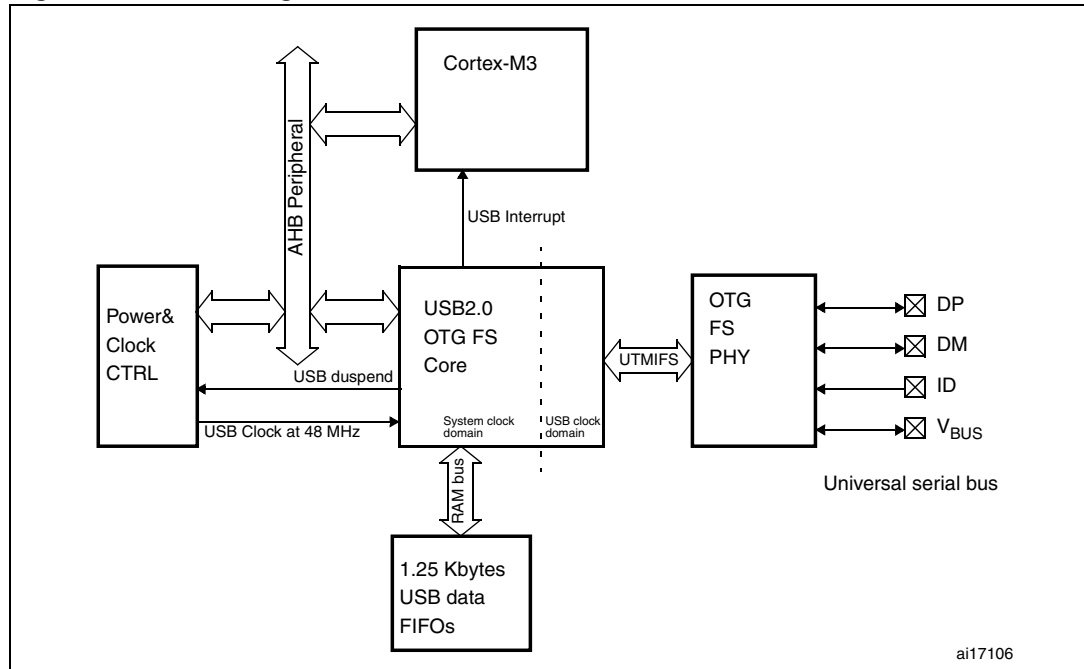 Cortex-M3
AHB Peripheral
USB Interrupt
Power&
Clock
CTRL
USB2.0
OTG FS
Core
System clock
domain
USB clock
domain
USB duspend
USB Clock at 48 MHz
UTMIFS
OTG
FS
PHY
DP
DM
ID
VBUS
Universal serial bus
RAM bus
1.25 Kbytes
USB data
FIFOs
ai17106